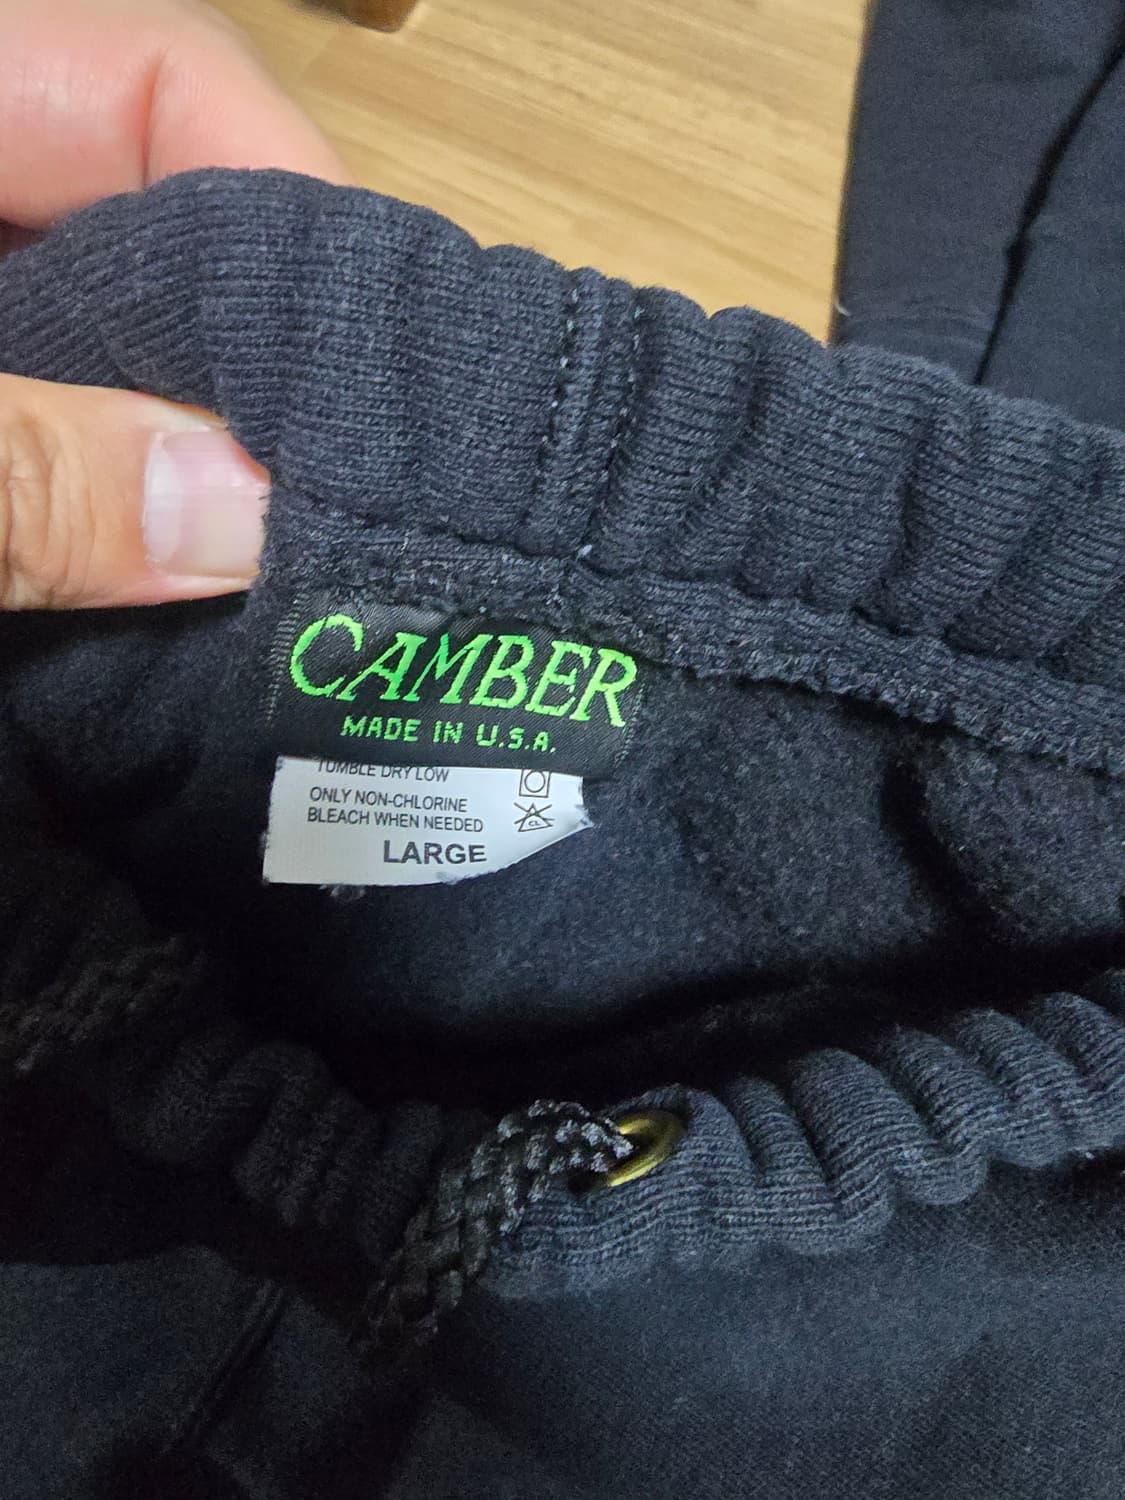 CAMBER
MADE IN U.S.A.
TUMBLE DRY LOW
ONLY NON-CHLORINE
BLEACH WHEN NEEDED
LARGE